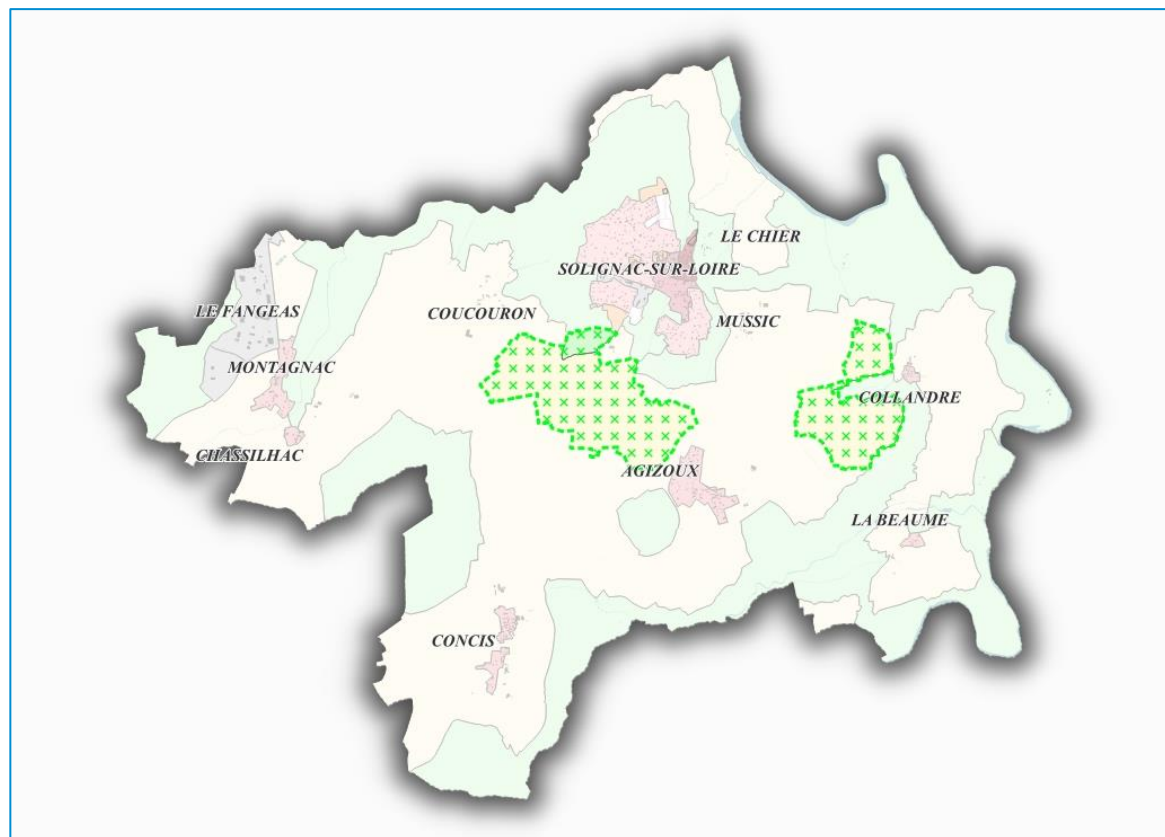 LE CHIER
SOLIGNAC-SUR-LOIRE
LE FANGEAS
COUCOURON
MUSSIC
MONTAGNAC
COLLANDRE
CHASSILHAC
AGIZOUX
LA BEAUME
CONCIS